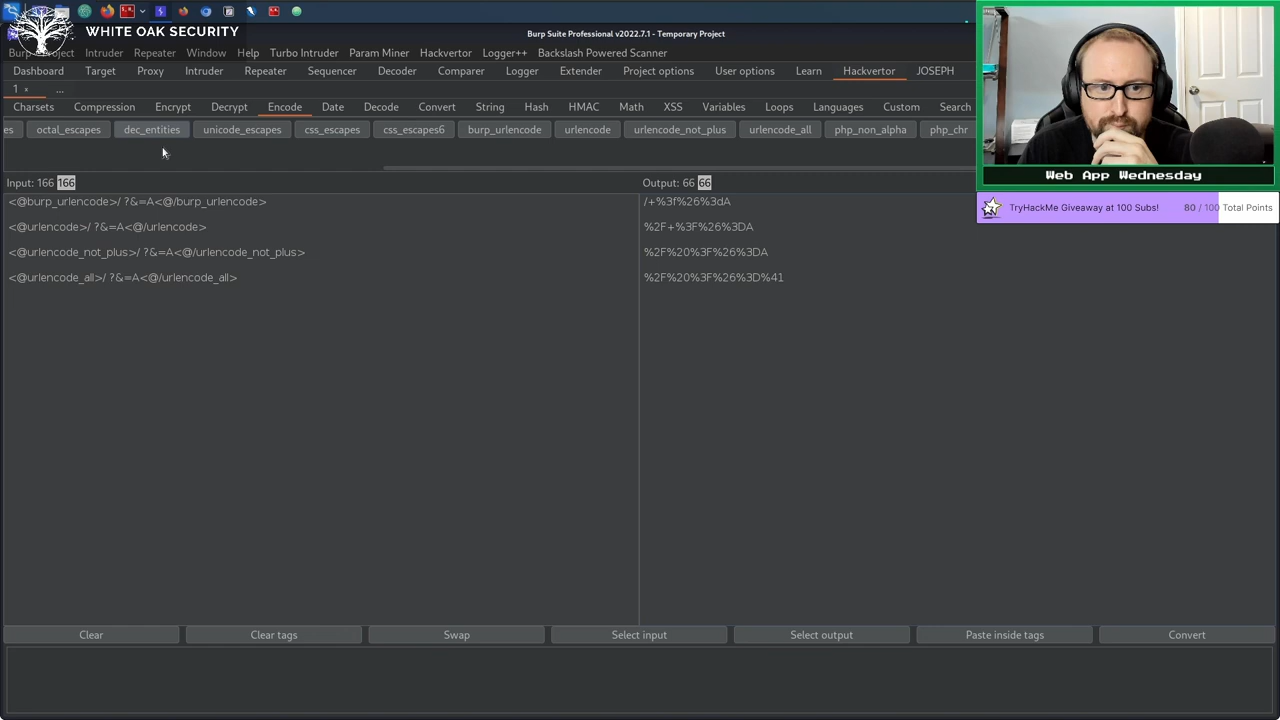 WHITE OAK SECURITY
Burp Suite Professional v2022.7.1 - Temporary Project
Burp Project Intruder Repeater Window Help Turbo Intruder Param Miner Hackvertor Logger++ Backslash Powered Scanner
Dashboard Target Proxy Intruder Repeater Sequencer Decoder Comparer Logger Extender Project options User options Learn Hackvertor JOSEPH
1 × ...
Charsets Compression Encrypt Decrypt Encode Date Decode Convert String Hash HMAC Math XSS Variables Loops Languages Custom Search
es octal_escapes dec_entities unicode_escapes css_escapes css_escapes6 burp_urlencode urlencode urlencode_not_plus urlencode_all php_non_alpha php_chr
Web App Wednesday
TryHackMe Giveaway at 100 Subs! 80 / 100 Total Points
Input: 166 166
<@burp_urlencode>/ ?&=A<@/burp_urlencode>
<@urlencode>/ ?&=A<@/urlencode>
<@urlencode_not_plus>/ ?&=A<@/urlencode_not_plus>
<@urlencode_all>/ ?&=A<@/urlencode_all>
Output: 66 66
/+%3f%26%3dA
%2F+%3F%26%3DA
%2F%20%3F%26%3DA
%2F%20%3F%26%3D%41
Clear Clear tags Swap Select input Select output Paste inside tags Convert